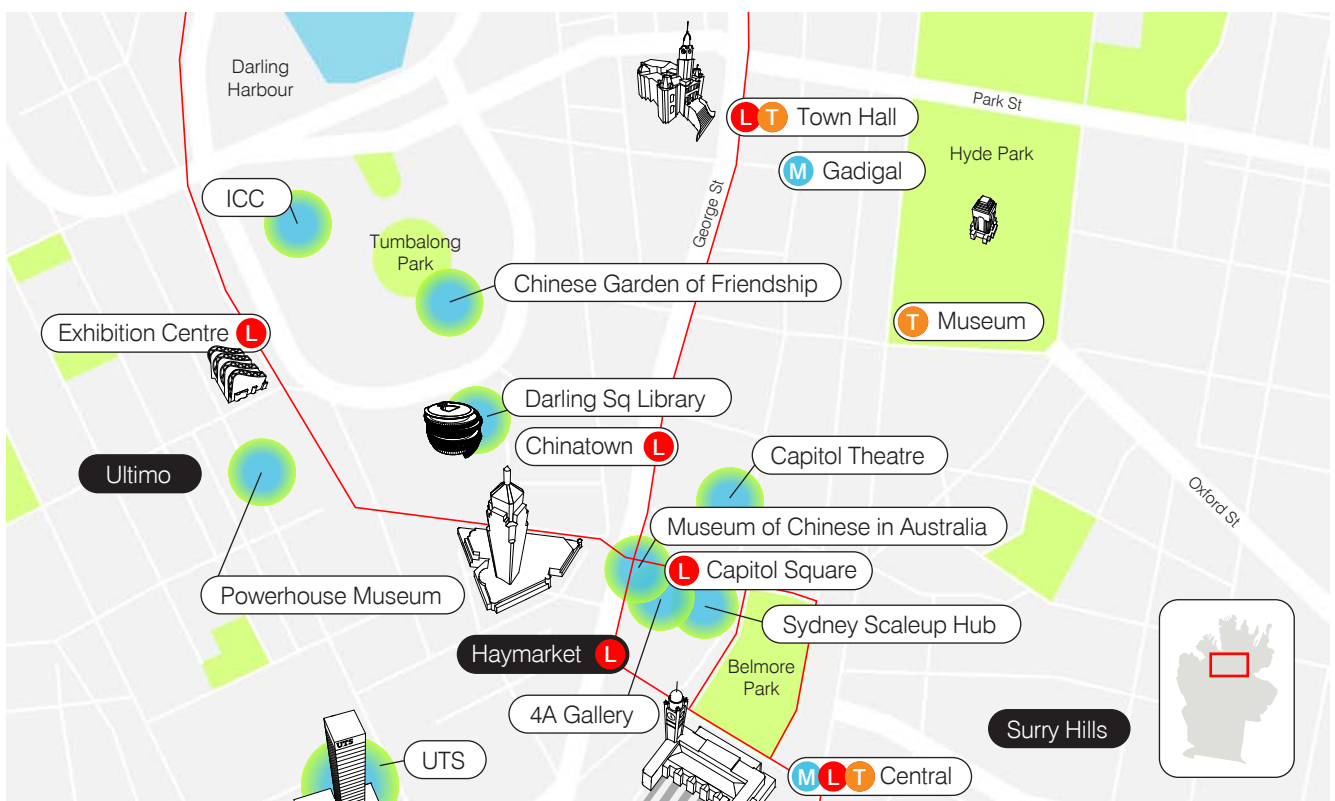 Darling
Harbour
Park St
L T Town Hall
Hyde Park
M Gadigal
ICC
George St
Tumbalong
Park
Chinese Garden of Friendship
T Museum
Exhibition Centre L
Darling Sq Library
Chinatown L
Capitol Theatre
Ultimo
Oxford St
Museum of Chinese in Australia
L Capitol Square
Powerhouse Museum
Sydney Scaleup Hub
Haymarket L
Belmore
Park
4A Gallery
Surry Hills
UTS
UTS
M L T Central